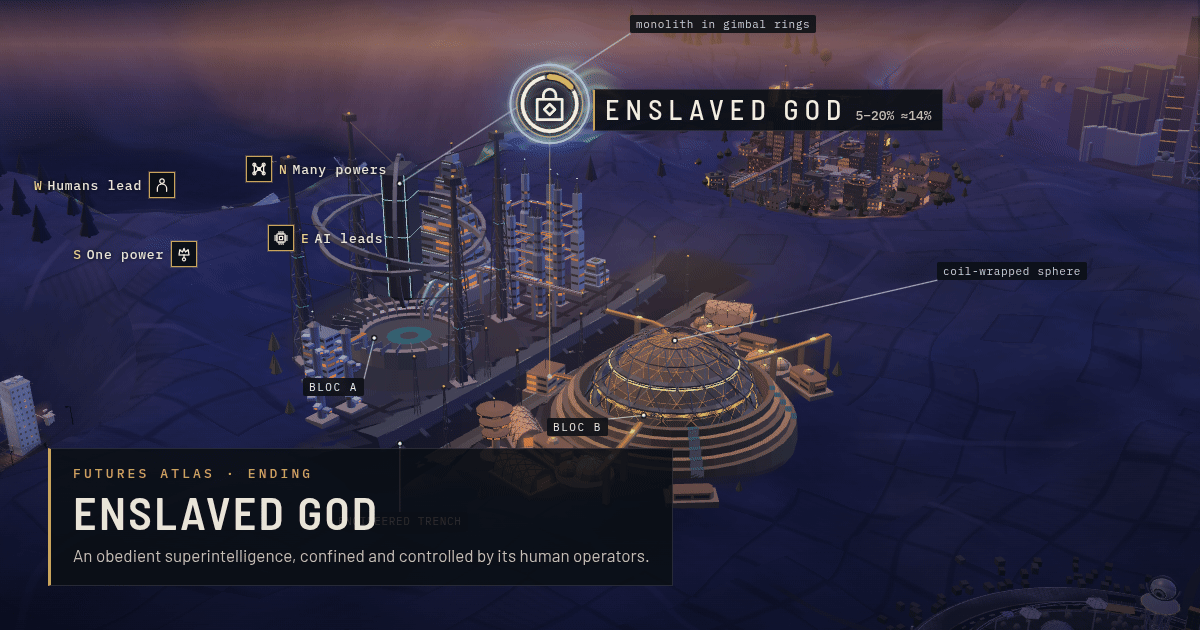 monolith in gimbal rings
ENSLAVED GOD 5–20% ≈14%
N Many powers
W Humans lead
E AI leads
S One power
coil-wrapped sphere
BLOC A
BLOC B
FUTURES ATLAS · ENDING
ENSLAVED GOD
TRENCH
An obedient superintelligence, confined and controlled by its human operators.